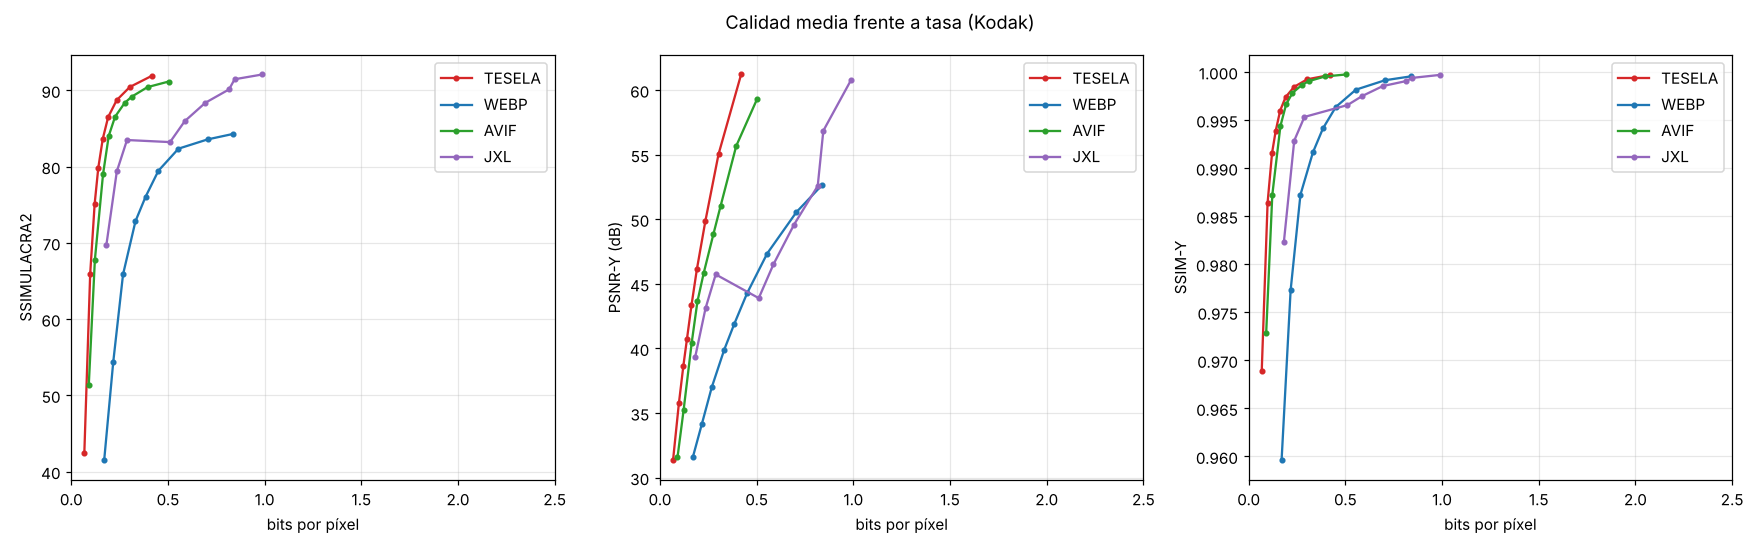 Calidad media frente a tasa (Kodak)
SSIMULACRA2
90
80
70
60
50
40
0.0 0.5 1.0 1.5 2.0 2.5
bits por píxel
TESELA
WEBP
AVIF
JXL
PSNR-Y (dB)
60
55
50
45
40
35
30
0.0 0.5 1.0 1.5 2.0 2.5
bits por píxel
TESELA
WEBP
AVIF
JXL
SSIM-Y
1.000
0.995
0.990
0.985
0.980
0.975
0.970
0.965
0.960
0.0 0.5 1.0 1.5 2.0 2.5
bits por píxel
TESELA
WEBP
AVIF
JXL